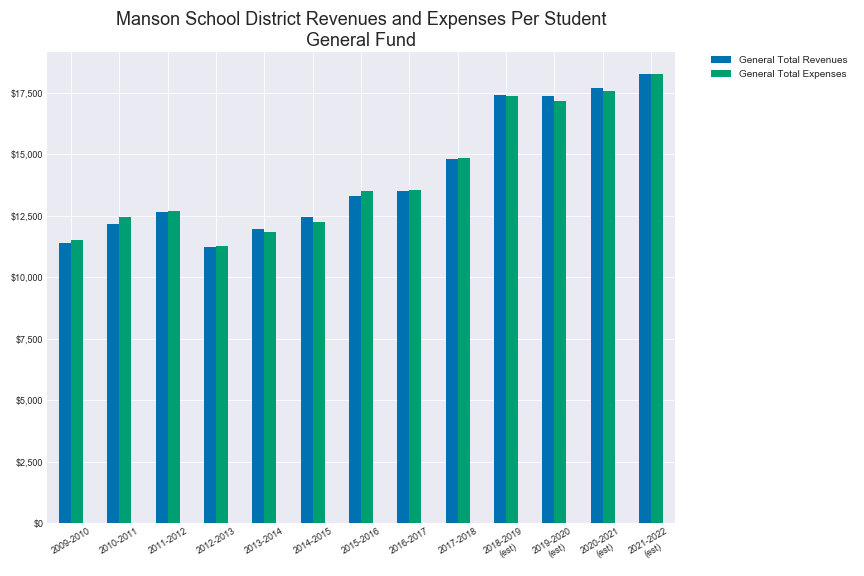 Manson School District Revenues and Expenses Per Student
General Fund
General Total Revenues
General Total Expenses
$17,500
$15,000
$12,500
$10,000
$7,500
$5,000
$2,500
$0
2009-2010
2010-2011
2011-2012
2012-2013
2013-2014
2014-2015
2015-2016
2016-2017
2017-2018
2018-2019
(est)
2019-2020
(est)
2020-2021
(est)
2021-2022
(est)